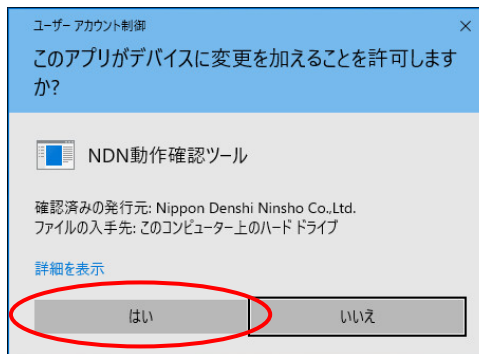 ユーザー アカウント制御
このアプリがデバイスに変更を加えることを許可します
か?
NDN動作確認ツール
確認済みの発行元: Nippon Denshi Ninsho Co.,Ltd.
ファイルの入手先: このコンピューター上のハード ドライブ
詳細を表示
はい
いいえ